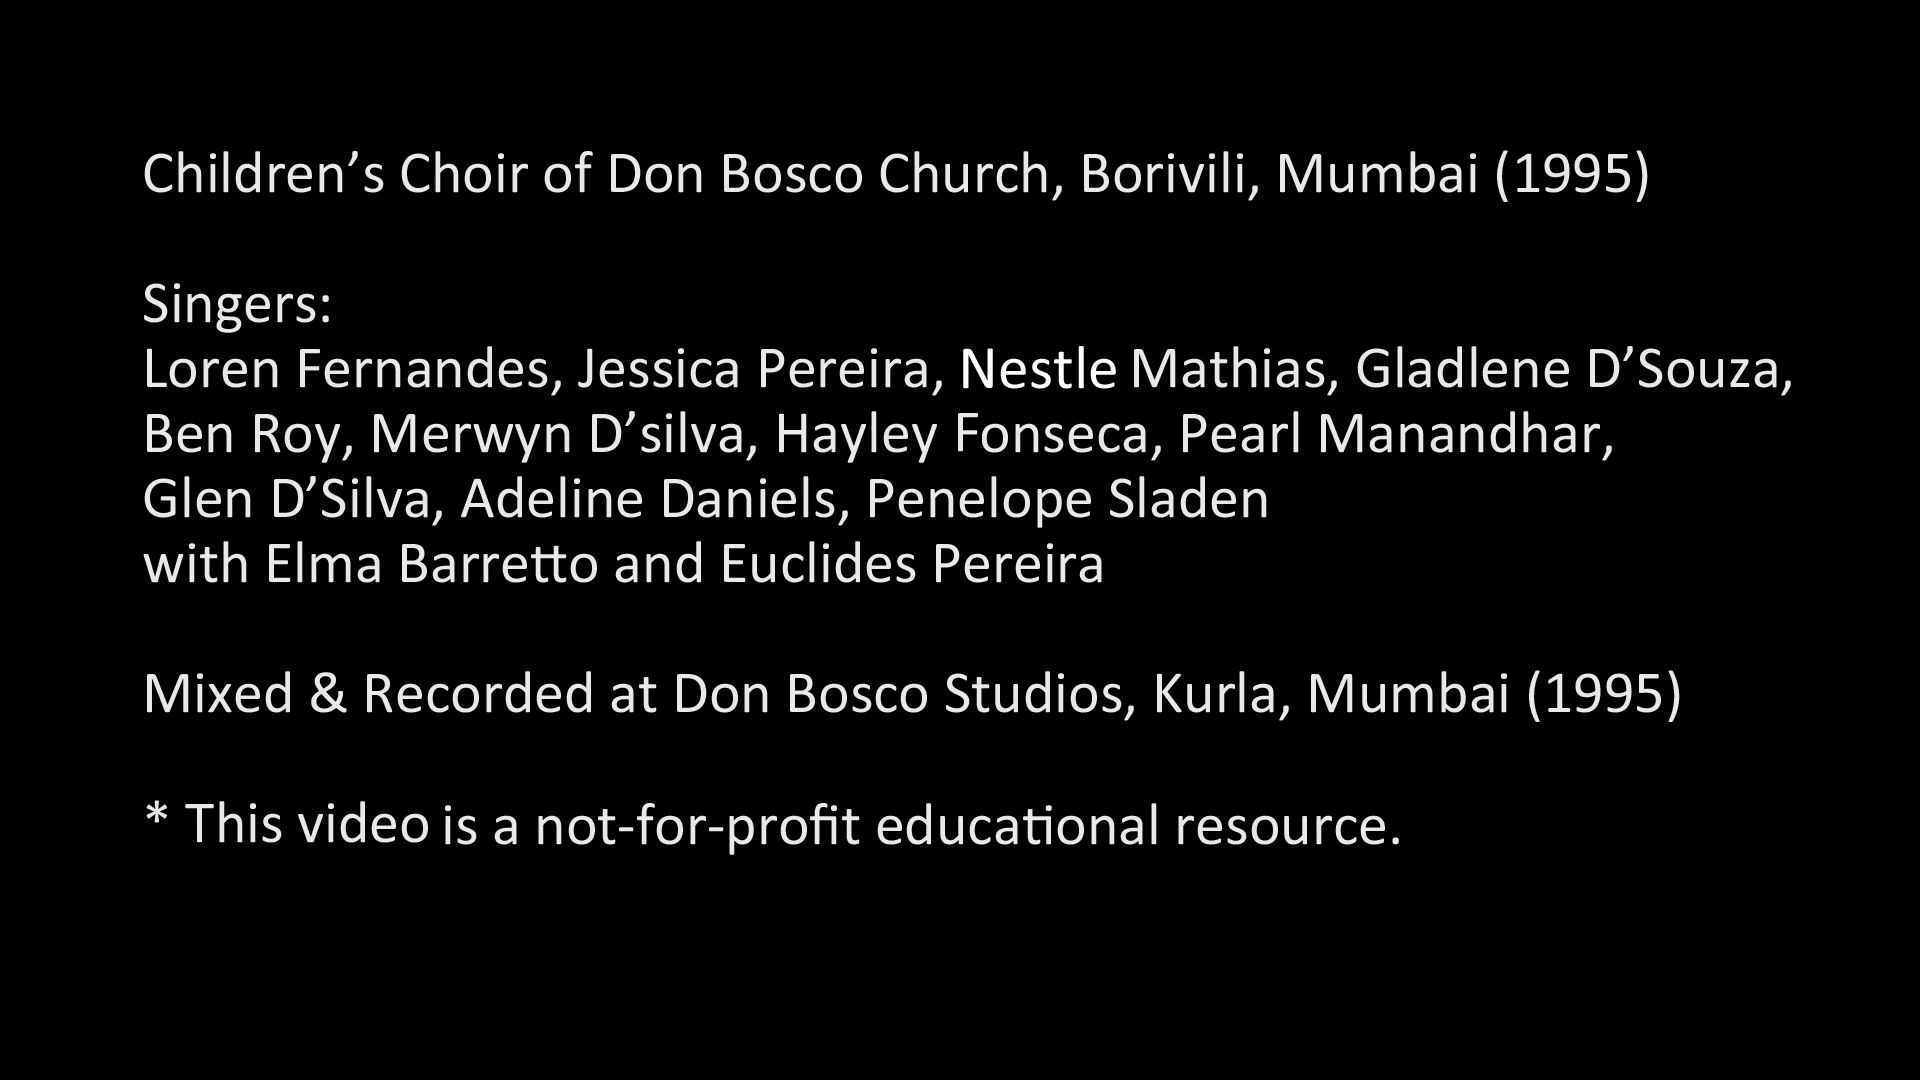 Children’s Choir of Don Bosco Church, Borivili, Mumbai (1995)
Singers:
Loren Fernandes, Jessica Pereira, Nestle Mathias, Gladlene D’Souza,
Ben Roy, Merwyn D’silva, Hayley Fonseca, Pearl Manandhar,
Glen D’Silva, Adeline Daniels, Penelope Sladen
with Elma Barretto and Euclides Pereira
Mixed & Recorded at Don Bosco Studios, Kurla, Mumbai (1995)
* This video is a not-for-profit educational resource.